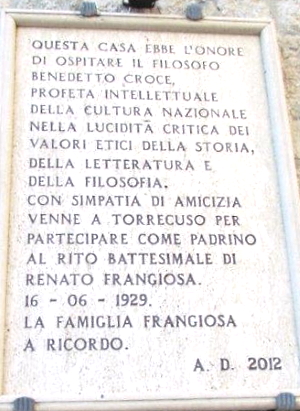 QUESTA CASA EBBE L'ONORE
DI OSPITARE IL FILOSOFO
BENEDETTO CROCE,
PROFETA INTELLETTUALE
DELLA CULTURA NAZIONALE
NELLA LUCIDITÀ CRITICA DEI
VALORI ETICI DELLA STORIA,
DELLA LETTERATURA E
DELLA FILOSOFIA.
CON SIMPATIA DI AMICIZIA
VENNE A TORRECUSO PER
PARTECIPARE COME PADRINO
AL RITO BATTESIMALE DI
RENATO FRANGIOSA.
16 - 06 - 1929.
LA FAMIGLIA FRANGIOSA
A RICORDO.
A. D. 2012